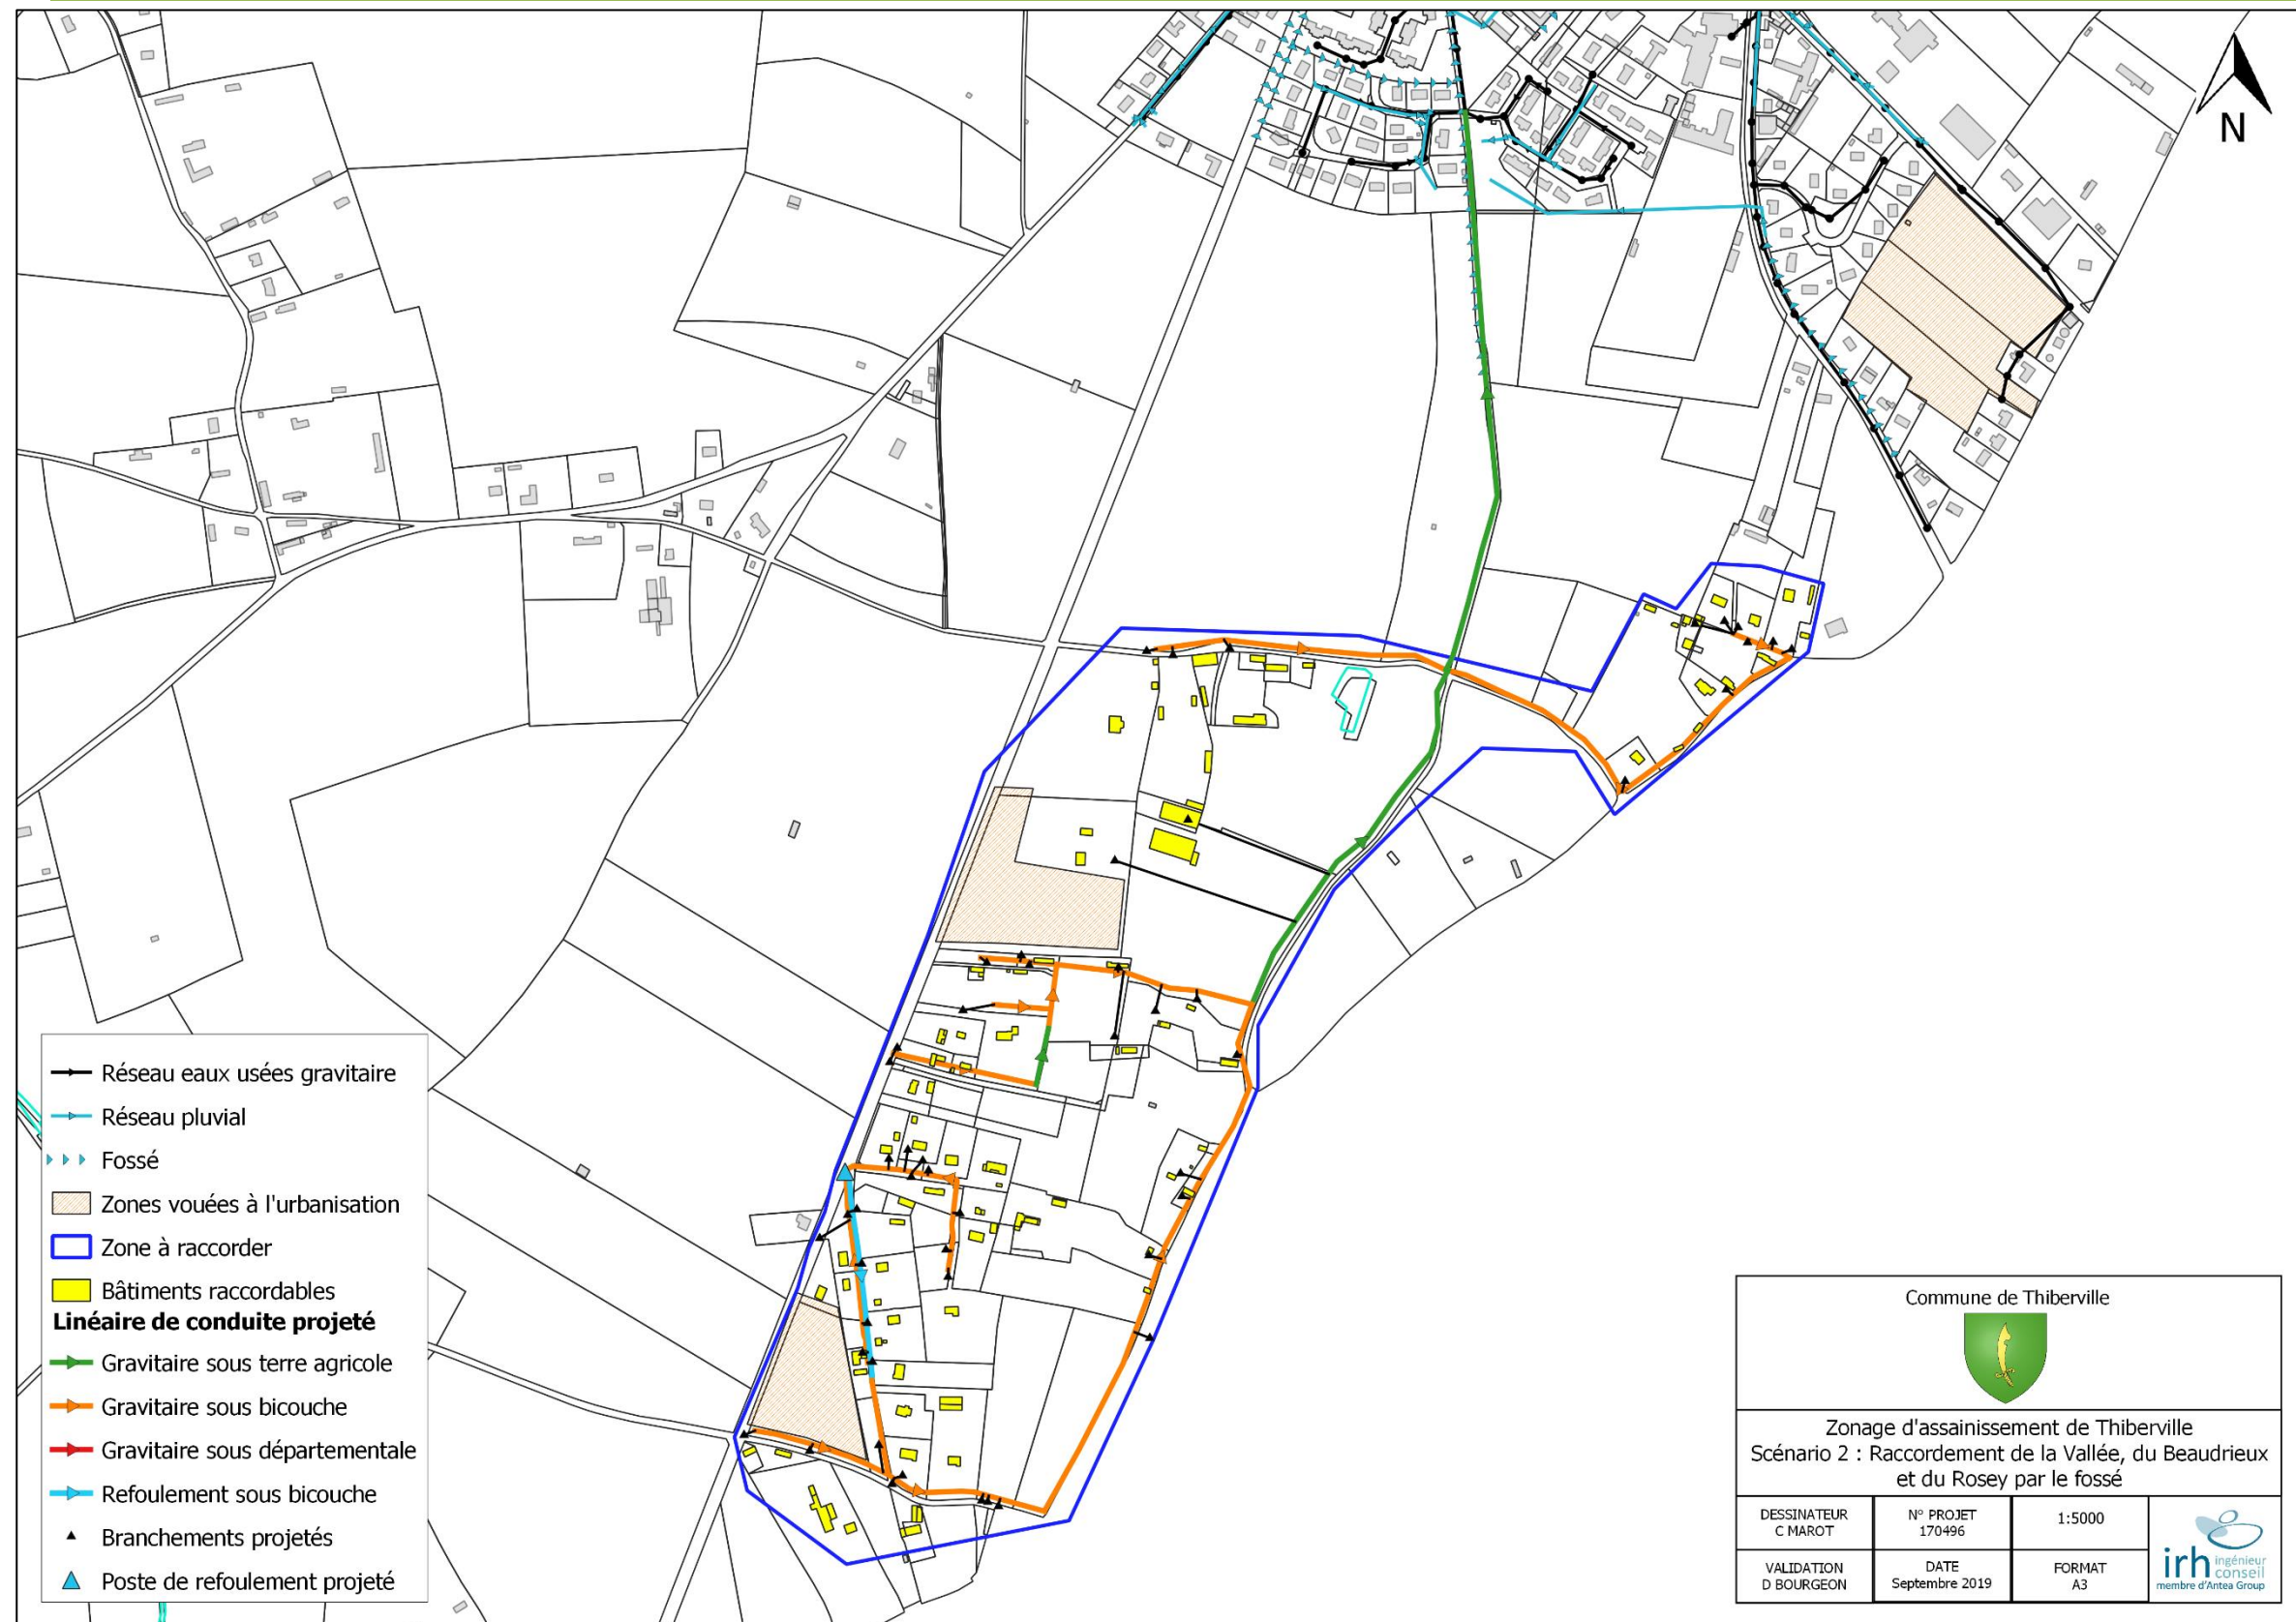 N
Réseau eaux usées gravitaire
Réseau pluvial
Fossé
Zones vouées à l'urbanisation
Zone à raccorder
Bâtiments raccordables
Linéaire de conduite projeté
Gravitaire sous terre agricole
Gravitaire sous bicouche
Gravitaire sous départementale
Refoulement sous bicouche
Branchements projetés
Poste de refoulement projeté
Commune de Thiberville
Zonage d'assainissement de Thiberville
Scénario 2 : Raccordement de la Vallée, du Beaudrieux
et du Rosey par le fossé
DESSINATEUR
C MAROT
N° PROJET
170496
1:5000
VALIDATION
D BOURGEON
DATE
Septembre 2019
FORMAT
A3
irh ingénieur
conseil
membre d'Antea Group